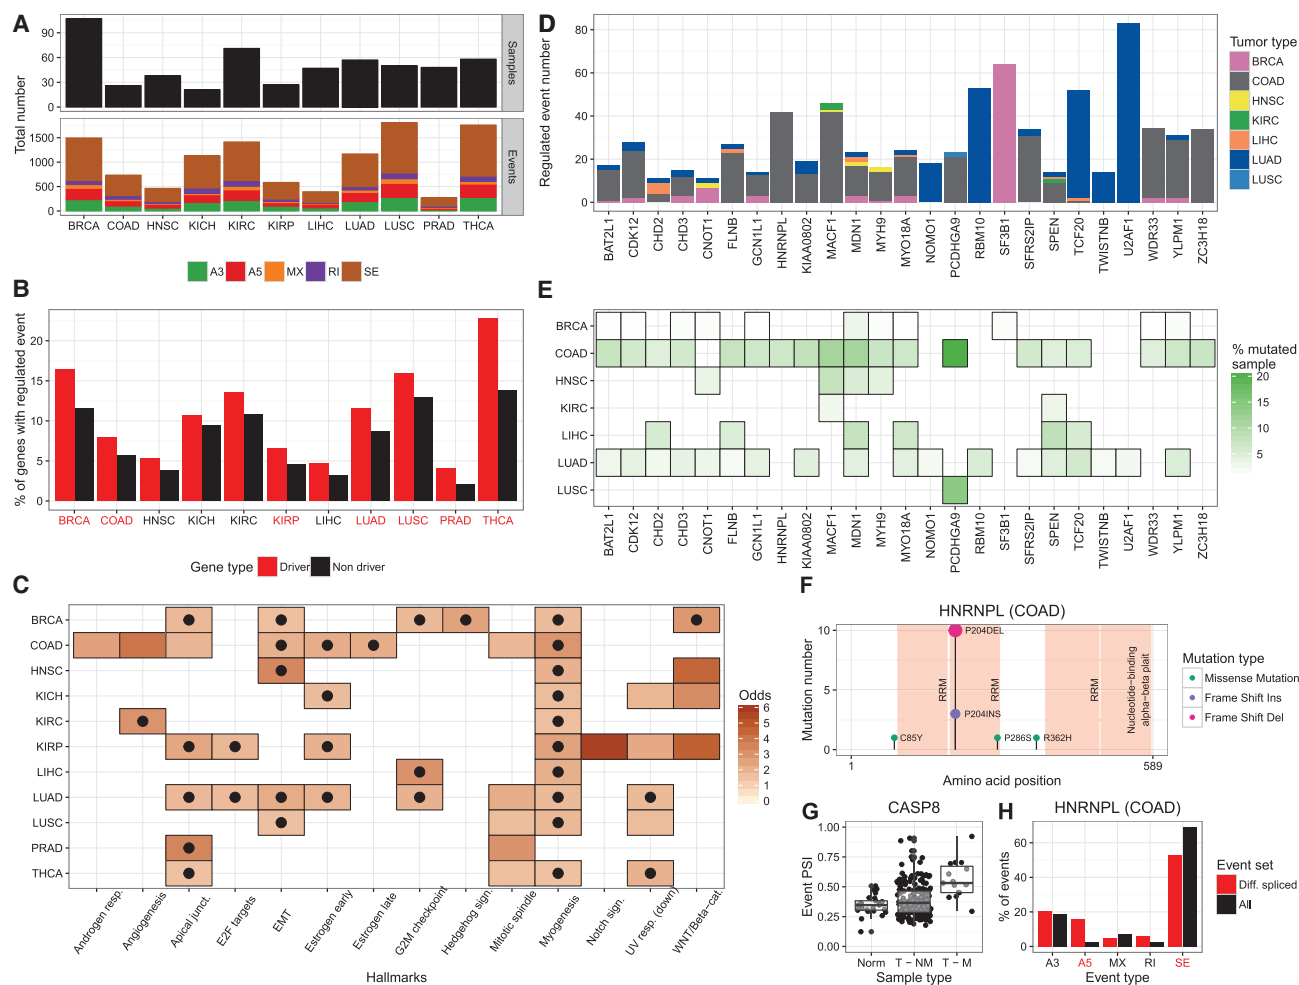 A
Total number
90
60
30
0
Samples
1500
1000
500
0
Events
BRCA COAD HNSC KICH KIRC KIRP LIHC LUAD LUSC PRAD THCA
A3 A5 MX RI SE
B
% of genes with regulated event
20
15
10
5
0
BRCA COAD HNSC KICH KIRC KIRP LIHC LUAD LUSC PRAD THCA
Gene type Driver Non driver
C
BRCA
COAD
HNSC
KICH
KIRC
KIRP
LIHC
LUAD
LUSC
PRAD
THCA
Androgen resp.
Angiogenesis
Apical junct.
E2F targets
EMT
Estrogen early
Estrogen late
G2M checkpoint
Hedgehog sign.
Mitotic spindle
Myogenesis
Notch sign.
UV resp. (down)
WNT/Beta−cat.
Hallmarks
Odds
6
5
4
3
2
1
0
D
Regulated event number
80
60
40
20
0
BAT2L1
CDK12
CHD2
CHD3
CNOT1
FLNB
GCN1L1
HNRNPL
KIAA0802
MACF1
MDN1
MYH9
MYO18A
NOMO1
PCDHGA9
RBM10
SF3B1
SFRS2IP
SPEN
TCF20
TWISTNB
U2AF1
WDR33
YLPM1
ZC3H18
Tumor type
BRCA
COAD
HNSC
KIRC
LIHC
LUAD
LUSC
E
BRCA
COAD
HNSC
KIRC
LIHC
LUAD
LUSC
BAT2L1
CDK12
CHD2
CHD3
CNOT1
FLNB
GCN1L1
HNRNPL
KIAA0802
MACF1
MDN1
MYH9
MYO18A
NOMO1
PCDHGA9
RBM10
SF3B1
SFRS2IP
SPEN
TCF20
TWISTNB
U2AF1
WDR33
YLPM1
ZC3H18
% mutated
sample
20
15
10
5
F
HNRNPL (COAD)
Mutation number
10
5
0
P204DEL
P204INS
C85Y
P286S
R362H
RRM
RRM
RRM
Nucleotide−binding
alpha−beta plait
1
589
Amino acid position
Mutation type
Missense Mutation
Frame Shift Ins
Frame Shift Del
G
CASP8
Event PSI
1.00
0.75
0.50
0.25
0.00
Norm T − NM T − M
Sample type
H
HNRNPL (COAD)
% of events
60
40
20
0
A3 A5 MX RI SE
Event type
Event set
Diff. spliced
All